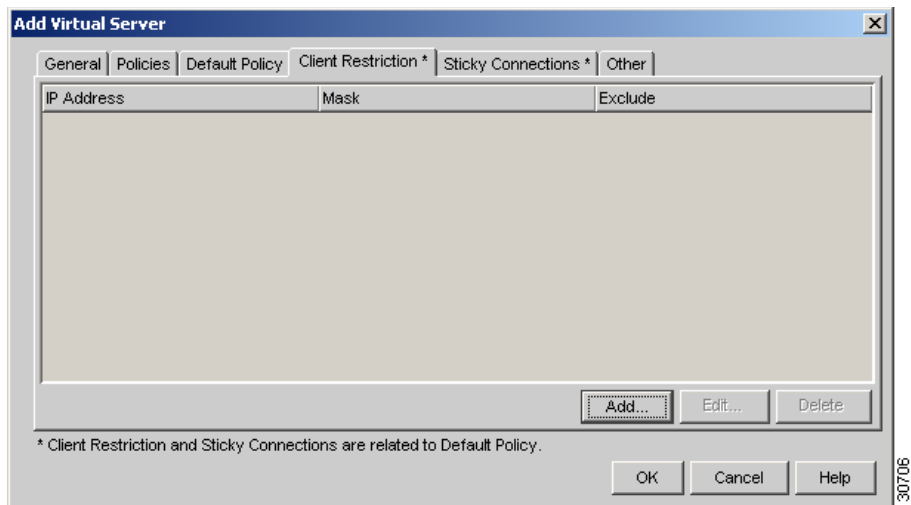 Add Virtual Server
General Policies Default Policy Client Restriction * Sticky Connections * Other
IP Address Mask Exclude
Add... Edit... Delete
* Client Restriction and Sticky Connections are related to Default Policy.
OK Cancel Help
30706